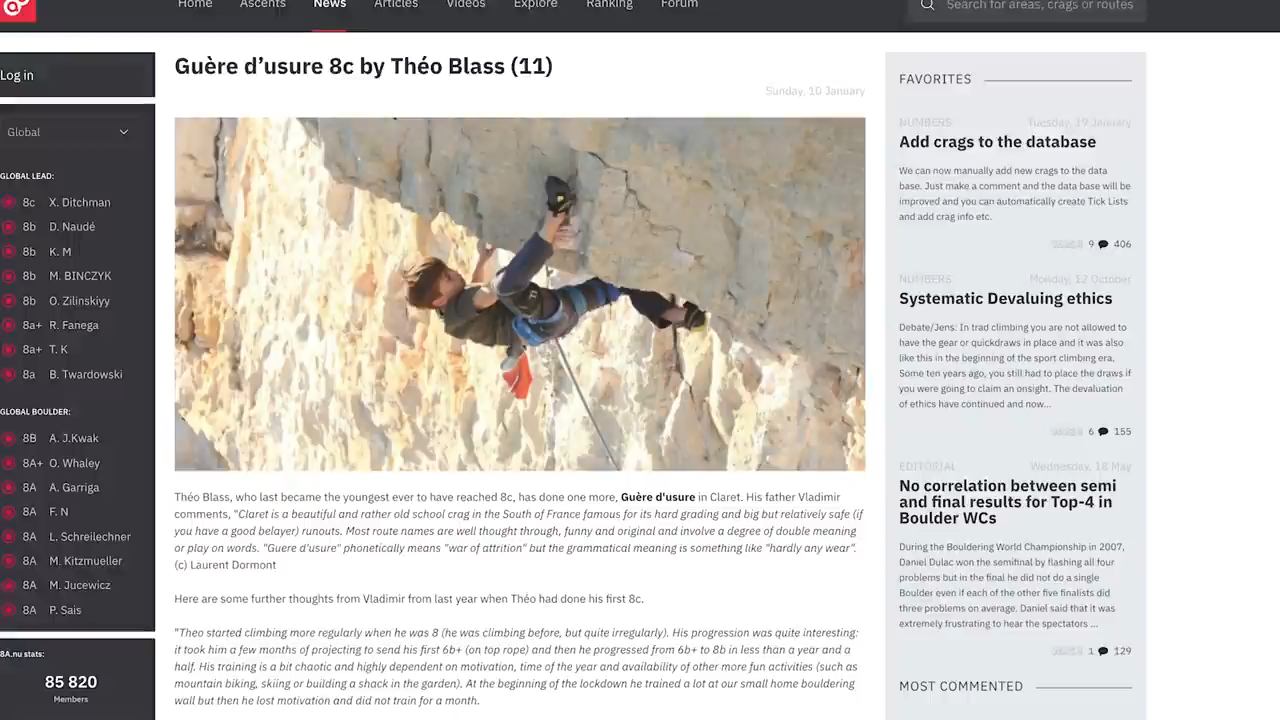 Home Ascents News Articles Videos Explore Ranking Forum
Search for areas, crags or routes
Log in
Global
GLOBAL LEAD:
8c X. Ditchman
8b D. Naudé
8b K. M
8b M. BINCZYK
8b O. Zilinskiyy
8a+ R. Fanega
8a+ T. K
8a B. Twardowski
GLOBAL BOULDER:
8B A. J.Kwak
8A+ O. Whaley
8A A. Garriga
8A F. N
8A L. Schreilechner
8A M. Kitzmueller
8A M. Jucewicz
8A P. Sais
8A.nu stats:
85 820
Members
Guère d'usure 8c by Théo Blass (11)
Sunday, 10 January
Théo Blass, who last became the youngest ever to have reached 8c, has done one more, Guère d'usure in Claret. His father Vladimir
comments, "Claret is a beautiful and rather old school crag in the South of France famous for its hard grading and big but relatively safe (if
you have a good belayer) runouts. Most route names are well thought through, funny and original and involve a degree of double meaning
or play on words. "Guere d'usure" phonetically means "war of attrition" but the grammatical meaning is something like "hardly any wear".
(c) Laurent Dormont
Here are some further thoughts from Vladimir from last year when Théo had done his first 8c.
"Theo started climbing more regularly when he was 8 (he was climbing before, but quite irregularly). His progression was quite interesting:
it took him a few months of projecting to send his first 6b+ (on top rope) and then he progressed from 6b+ to 8b in less than a year and a
half. His training is a bit chaotic and highly dependent on motivation, time of the year and availability of other more fun activities (such as
mountain biking, skiing or building a shack in the garden). At the beginning of the lockdown he trained a lot at our small home bouldering
wall but then he lost motivation and did not train for a month.
FAVORITES
NUMBERS Tuesday, 19 January
Add crags to the database
We can now manually add new crags to the data
base. Just make a comment and the data base will be
improved and you can automatically create Tick Lists
and add crag info etc.
9 406
NUMBERS Monday, 12 October
Systematic Devaluing ethics
Debate/Jens: In trad climbing you are not allowed to
have the gear or quickdraws in place and it was also
like this in the beginning of the sport climbing era,
Some ten years ago, you still had to place the draws if
you were going to claim an onsight. The devaluation
of ethics have continued and now...
6 155
EDITORIAL Wednesday, 18 May
No correlation between semi
and final results for Top-4 in
Boulder WCs
During the Bouldering World Championship in 2007,
Daniel Dulac won the semifinal by flashing all four
problems but in the final he did not do a single
Boulder even if each of the other five finalists did
three problems on average. Daniel said that it was
extremely frustrating to hear the spectators ...
1 129
MOST COMMENTED